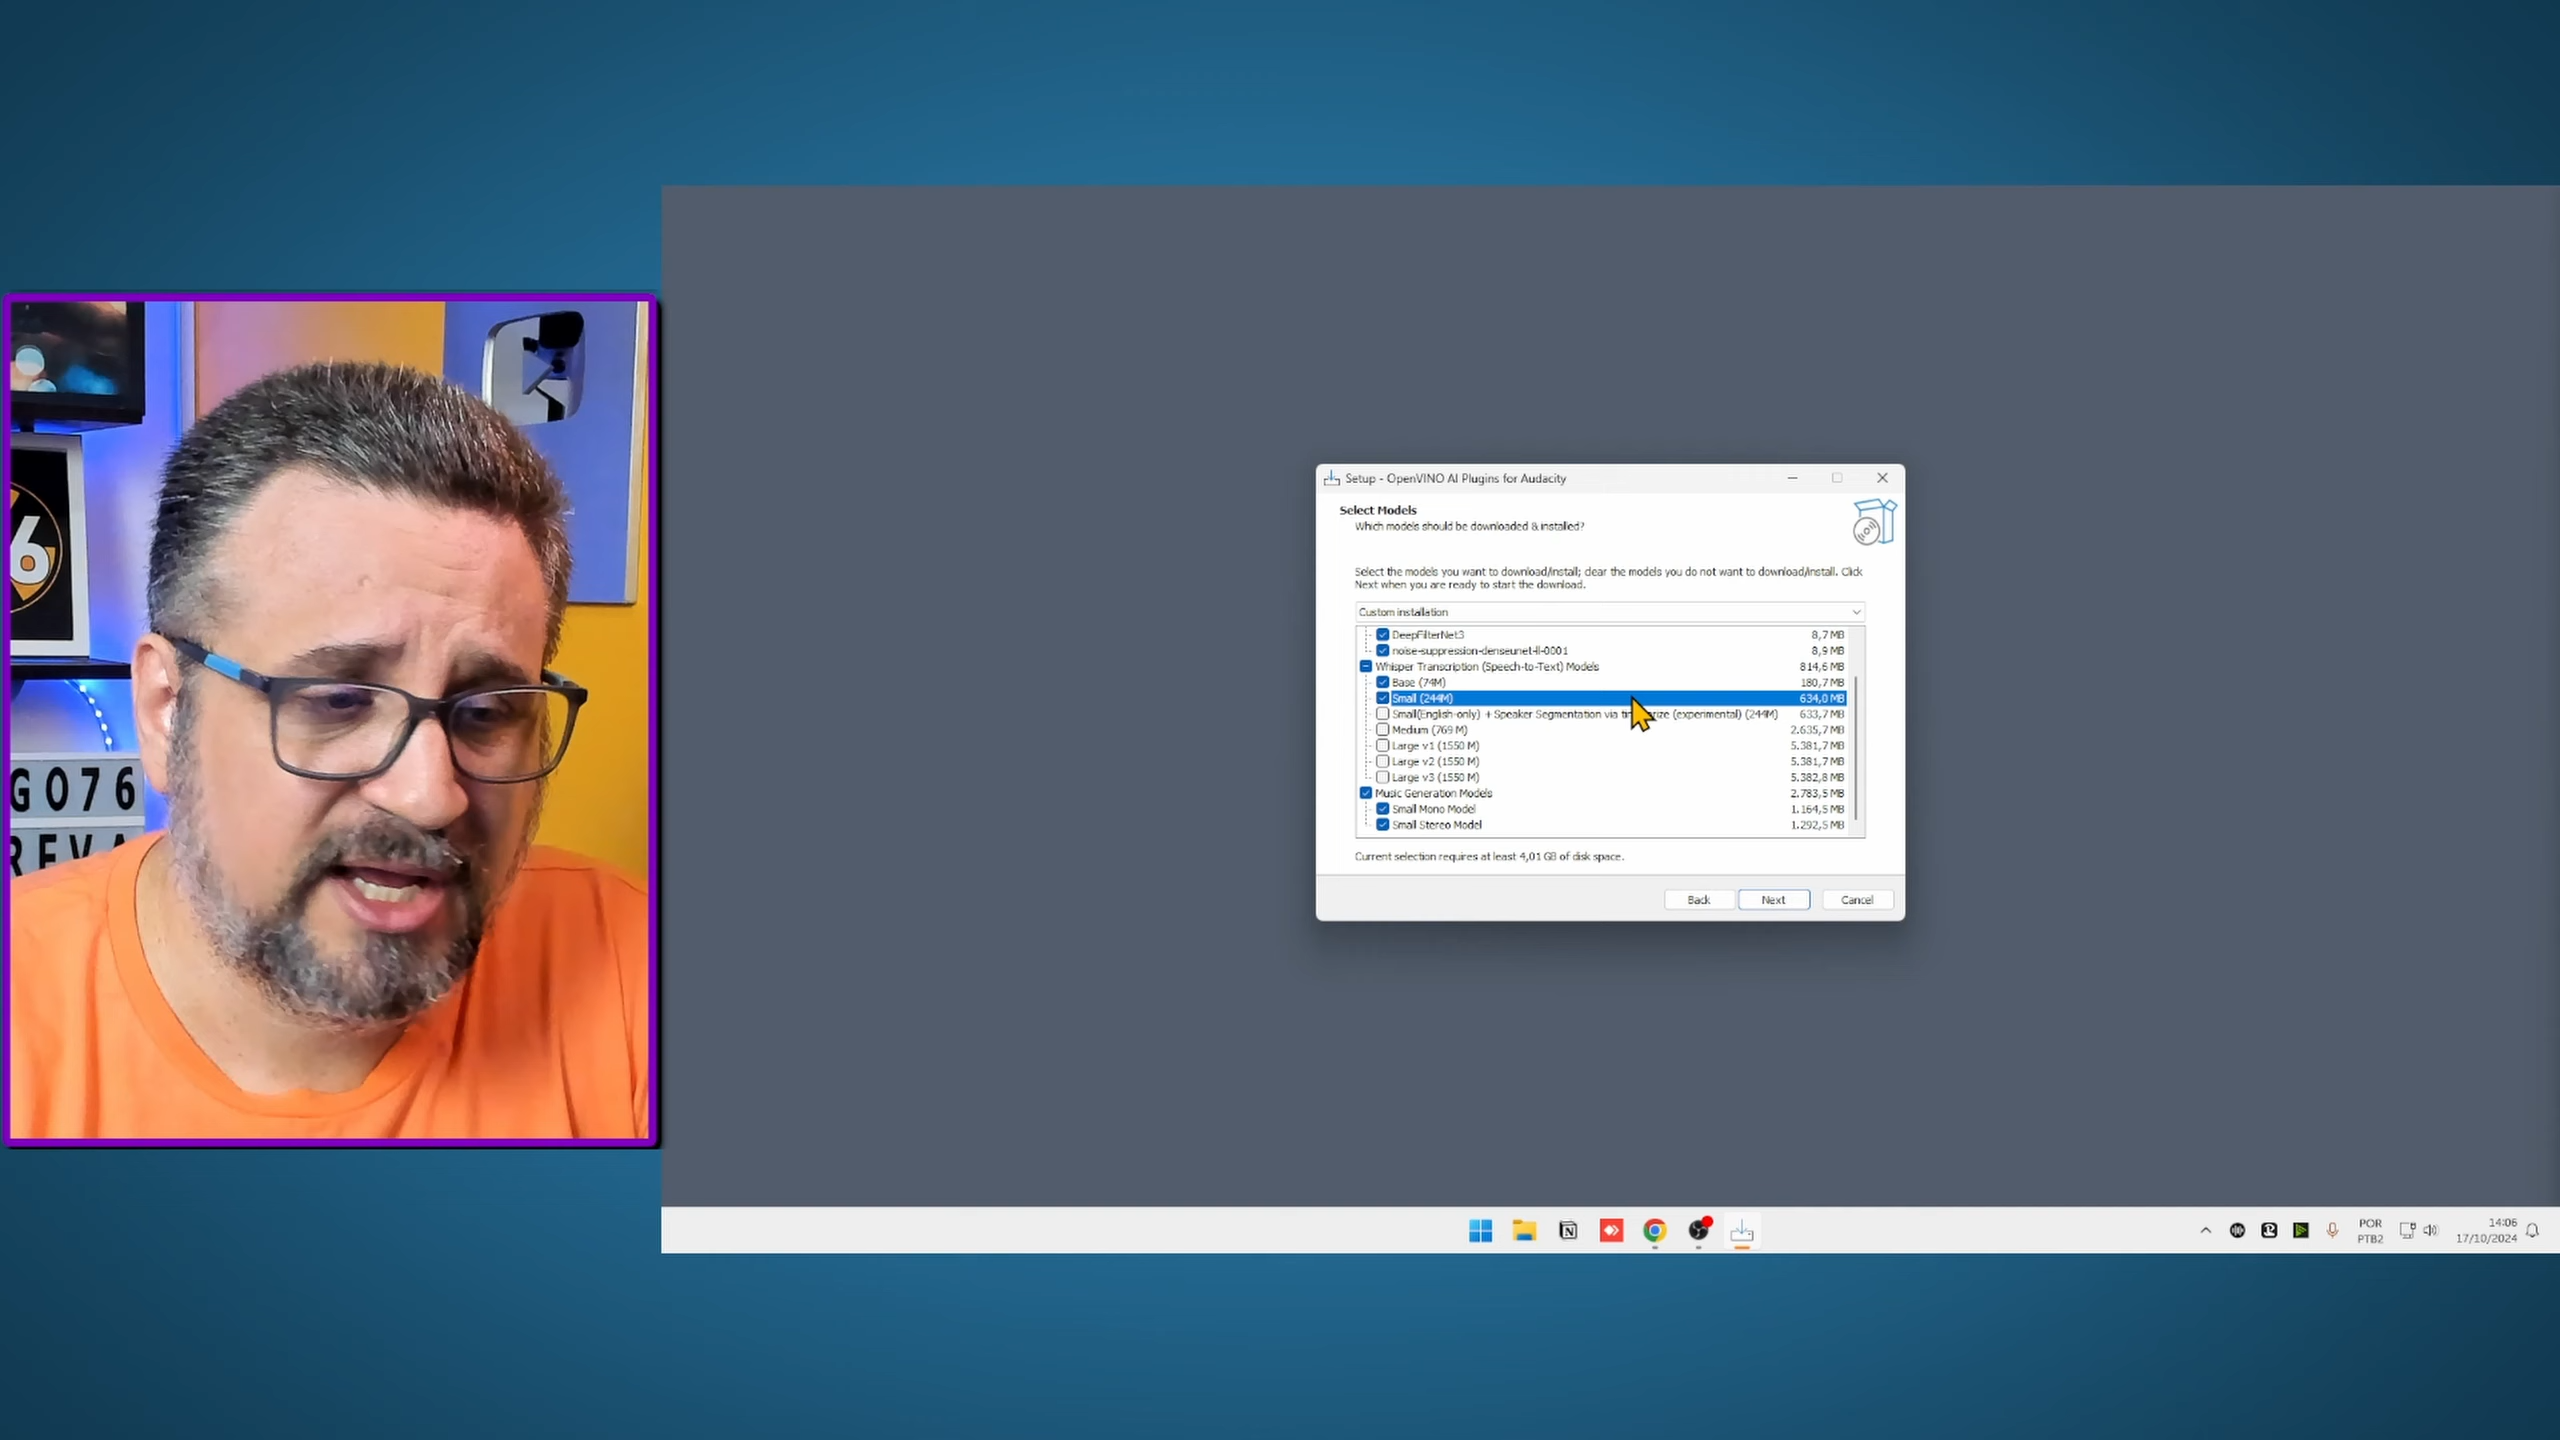 6
GO76
REVA
Setup - OpenVINO AI Plugins for Audacity
Select Models
Which models should be downloaded & installed?
Select the models you want to download/install; clear the models you do not want to download/install. Click
Next when you are ready to start the download.
Custom installation
DeepFilterNet3 8,7 MB
noise-suppression-denseunet-ll-0001 8,9 MB
Whisper Transcription (Speech-to-Text) Models 814,6 MB
Base (74M) 180,7 MB
Small (244M) 634,0 MB
Small(English-only) + Speaker Segmentation via (experimental) (244M) 633,7 MB
Medium (769 M) 2.635,7 MB
Large v1 (1550 M) 5.381,7 MB
Large v2 (1550 M) 5.381,7 MB
Large v3 (1550 M) 5.382,8 MB
Music Generation Models 2.783,5 MB
Small Mono Model 1.164,5 MB
Small Stereo Model 1.292,5 MB
Current selection requires at least 4,01 GB of disk space.
Back Next Cancel
POR
PTB2
14:06
17/10/2024